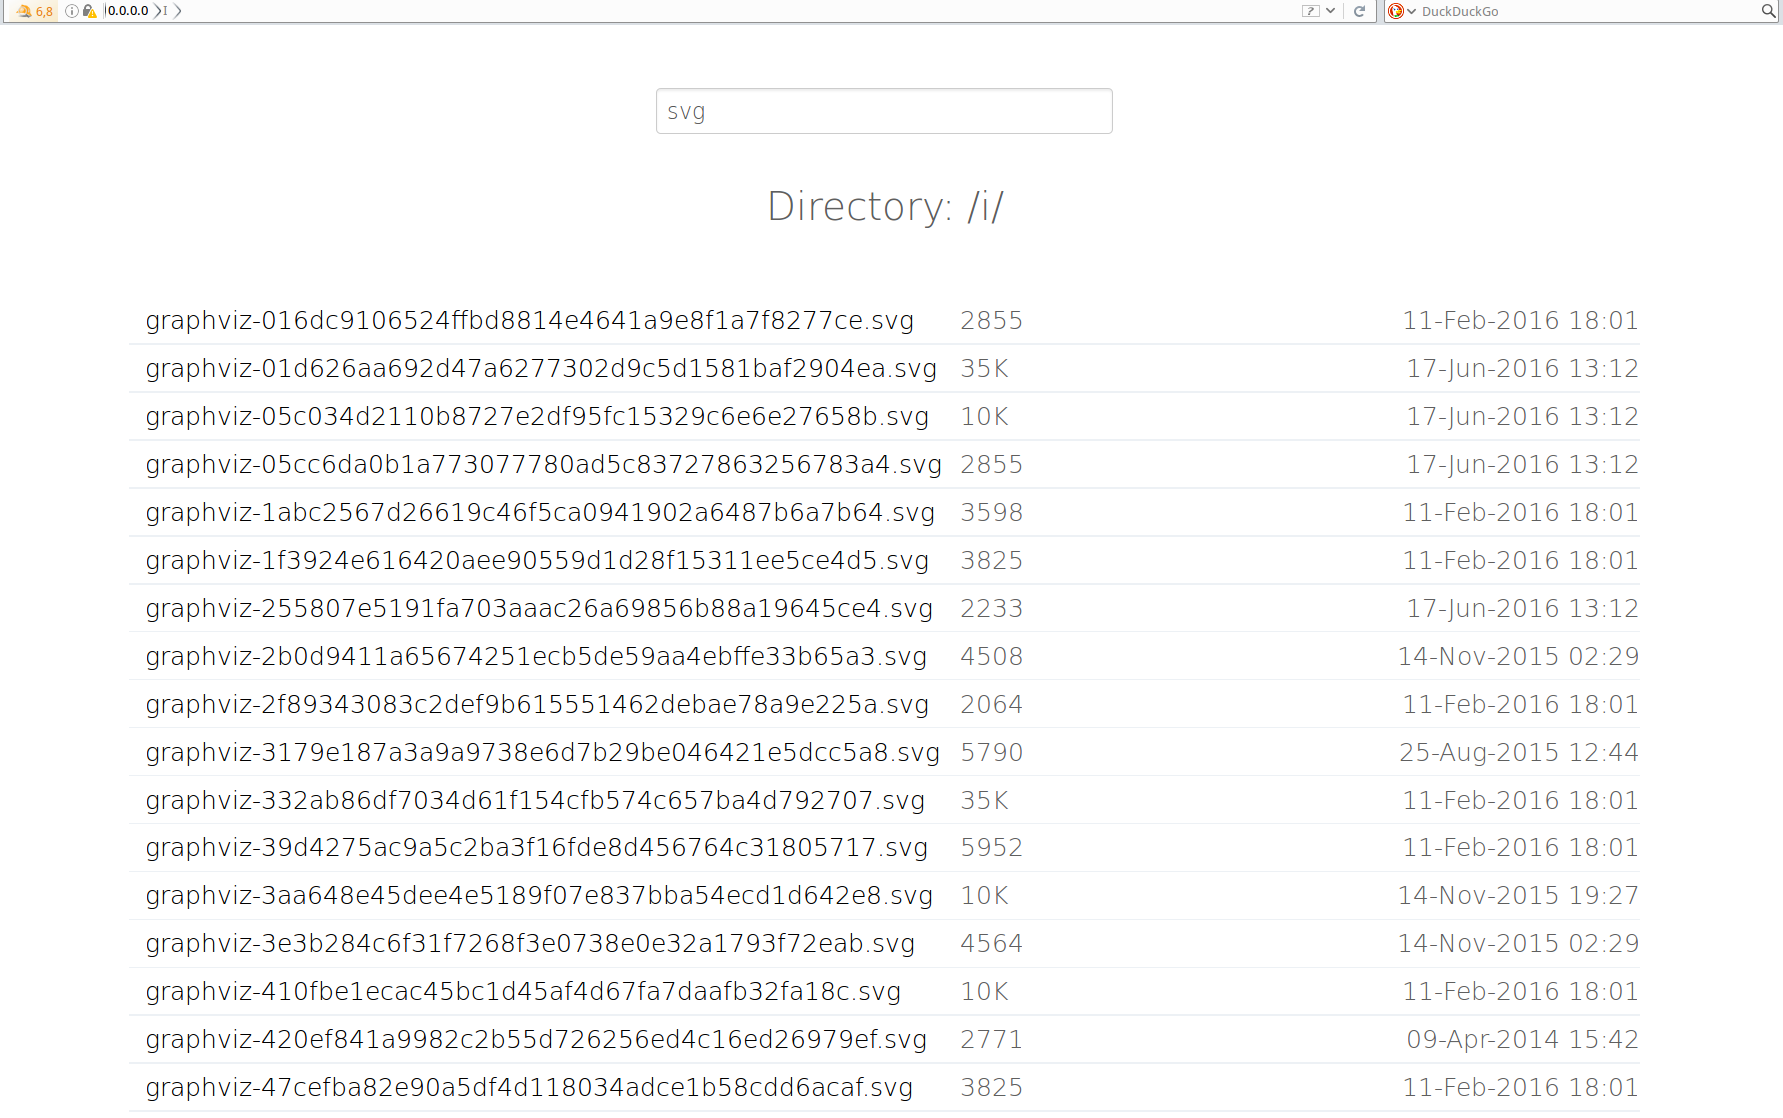 6,8 0.0.0.0 I ? DuckDuckGo
svg
Directory: /i/
graphviz-016dc9106524ffbd8814e4641a9e8f1a7f8277ce.svg 2855 11-Feb-2016 18:01
graphviz-01d626aa692d47a6277302d9c5d1581baf2904ea.svg 35K 17-Jun-2016 13:12
graphviz-05c034d2110b8727e2df95fc15329c6e6e27658b.svg 10K 17-Jun-2016 13:12
graphviz-05cc6da0b1a773077780ad5c83727863256783a4.svg 2855 17-Jun-2016 13:12
graphviz-1abc2567d26619c46f5ca0941902a6487b6a7b64.svg 3598 11-Feb-2016 18:01
graphviz-1f3924e616420aee90559d1d28f15311ee5ce4d5.svg 3825 11-Feb-2016 18:01
graphviz-255807e5191fa703aaac26a69856b88a19645ce4.svg 2233 17-Jun-2016 13:12
graphviz-2b0d9411a65674251ecb5de59aa4ebffe33b65a3.svg 4508 14-Nov-2015 02:29
graphviz-2f89343083c2def9b615551462debae78a9e225a.svg 2064 11-Feb-2016 18:01
graphviz-3179e187a3a9a9738e6d7b29be046421e5dcc5a8.svg 5790 25-Aug-2015 12:44
graphviz-332ab86df7034d61f154cfb574c657ba4d792707.svg 35K 11-Feb-2016 18:01
graphviz-39d4275ac9a5c2ba3f16fde8d456764c31805717.svg 5952 11-Feb-2016 18:01
graphviz-3aa648e45dee4e5189f07e837bba54ecd1d642e8.svg 10K 14-Nov-2015 19:27
graphviz-3e3b284c6f31f7268f3e0738e0e32a1793f72eab.svg 4564 14-Nov-2015 02:29
graphviz-410fbe1ecac45bc1d45af4d67fa7daafb32fa18c.svg 10K 11-Feb-2016 18:01
graphviz-420ef841a9982c2b55d726256ed4c16ed26979ef.svg 2771 09-Apr-2014 15:42
graphviz-47cefba82e90a5df4d118034adce1b58cdd6acaf.svg 3825 11-Feb-2016 18:01